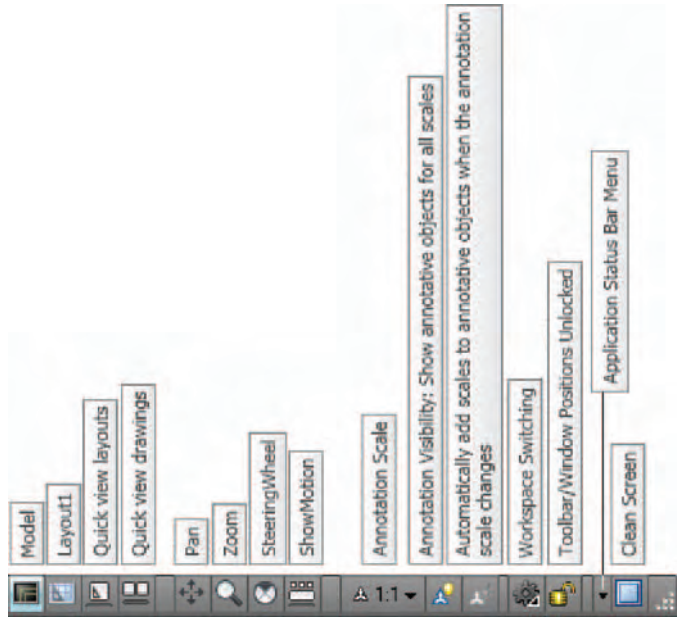 Model
Layout1
Quick view layouts
Quick view drawings
Pan
Zoom
SteeringWheel
ShowMotion
Annotation Scale
Annotation Visibility: Show annotative objects for all scales
Automatically add scales to annotative objects when the annotation
scale changes
Workspace Switching
Toolbar/Window Positions Unlocked
Application Status Bar Menu
Clean Screen
1:1